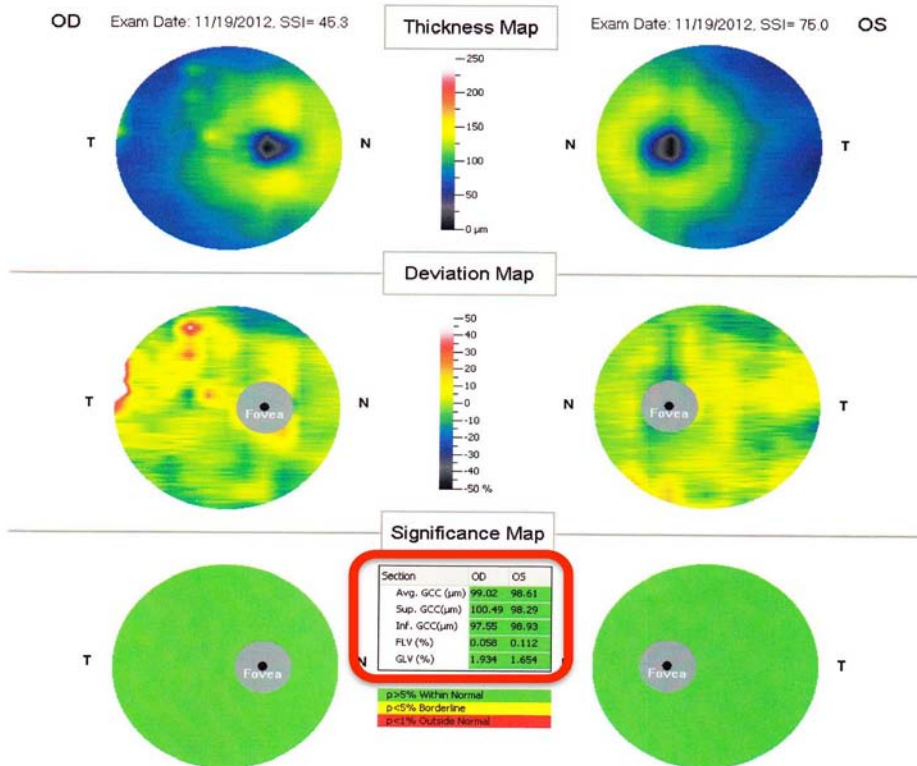 OD Exam Date: 11/19/2012, SSI= 45.3 Thickness Map Exam Date: 11/19/2012, SSI= 75.0 OS
250
200
150
100
50
0 µm
T N N T
Deviation Map
50
40
30
20
10
0
-10
-20
-30
-40
-50 %
T Fovea N N Fovea T
Significance Map
Section OD OS
Avg. GCC (µm) 99.02 98.61
Sup. GCC(µm) 100.49 98.29
Inf. GCC(µm) 97.55 98.93
FLV (%) 0.058 0.112
GLV (%) 1.934 1.654
T Fovea N Fovea T
p>5% Within Normal
p<5% Borderline
p<1% Outside Normal